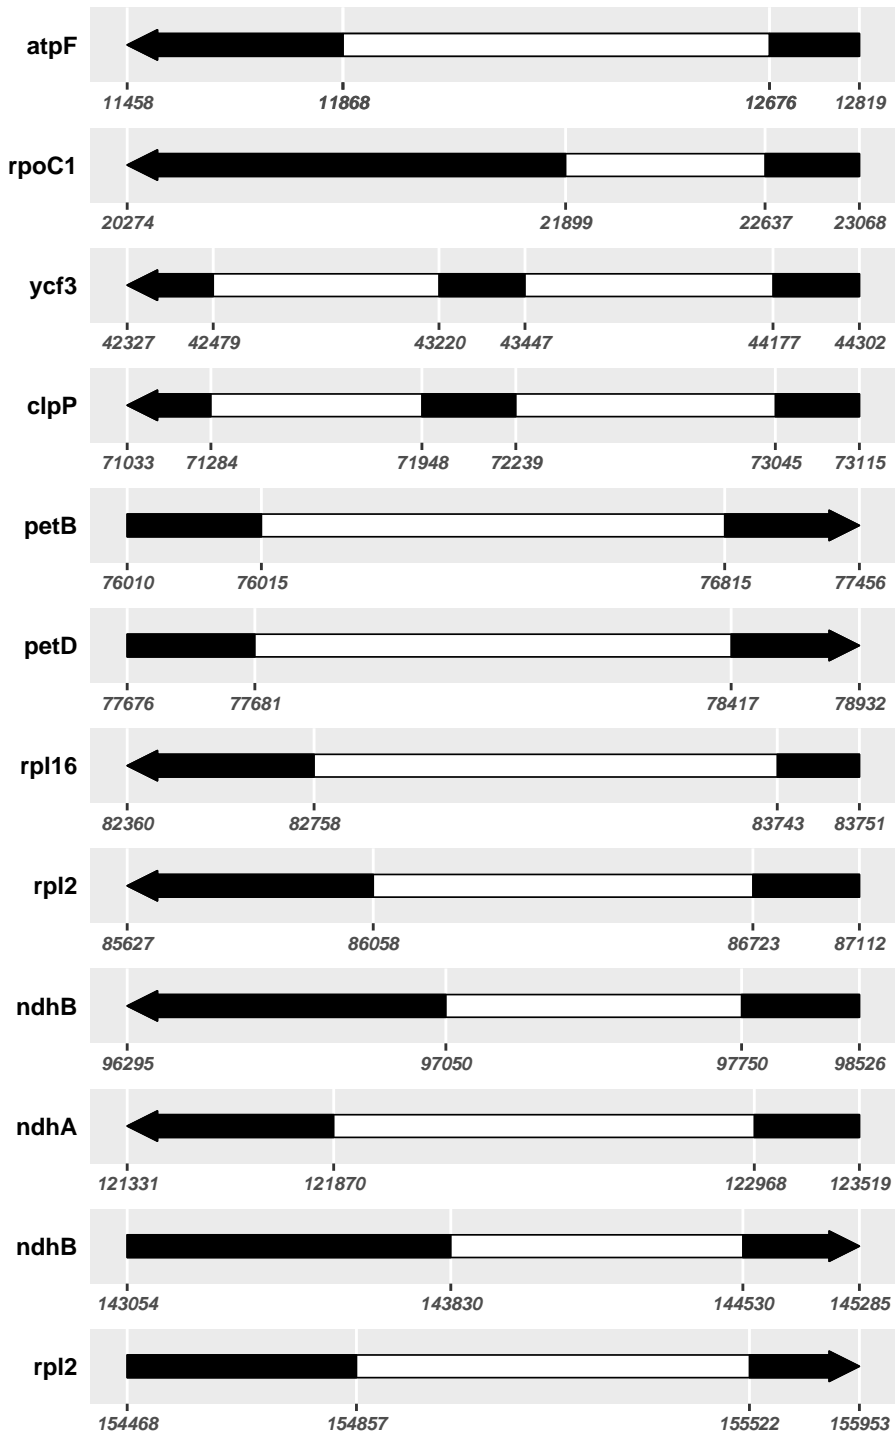 atpF
11458 11868 12676 12819
rpoC1
20274 21899 22637 23068
ycf3
42327 42479 43220 43447 44177 44302
clpP
71033 71284 71948 72239 73045 73115
petB
76010 76015 76815 77456
petD
77676 77681 78417 78932
rpl16
82360 82758 83743 83751
rpl2
85627 86058 86723 87112
ndhB
96295 97050 97750 98526
ndhA
121331 121870 122968 123519
ndhB
143054 143830 144530 145285
rpl2
154468 154857 155522 155953